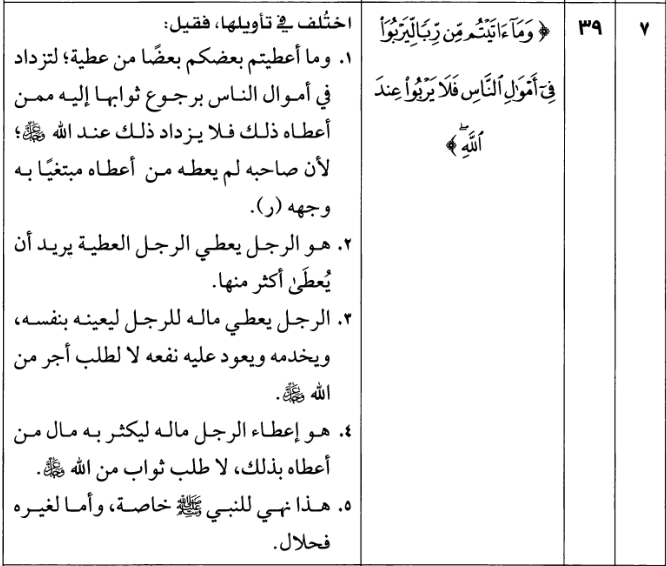 ٧
٣٩
﴿ وَمَآ ءَاتَيْتُم مِّن رِّبًا لِّيَرْبُوَا۟
فِىٓ أَمْوَٰلِ ٱلنَّاسِ فَلَا يَرْبُوا۟ عِندَ
ٱللَّهِ ۖ ﴾
اختُلف في تأويلها، فقيل:
١. وما أعطيتم بعضكم بعضًا من عطية؛ لتزداد
في أموال الناس برجوع ثوابها إليه ممن
أعطاه ذلك فلا يزداد ذلك عند الله ﷻ؛
لأن صاحبه لم يعطه من أعطاه مبتغيًا به
وجهه (ر).
٢. هو الرجل يعطي الرجل العطية يريد أن
يُعطَىٰ أكثر منها.
٣. الرجل يعطي ماله للرجل ليعينه بنفسه،
ويخدمه ويعود عليه نفعه لا لطلب أجر من
الله ﷻ.
٤. هو إعطاء الرجل ماله ليكثر به مال من
أعطاه بذلك، لا طلب ثواب من الله ﷻ.
٥. هذا نهي للنبي ﷺ خاصة، وأما لغيره
فحلال.